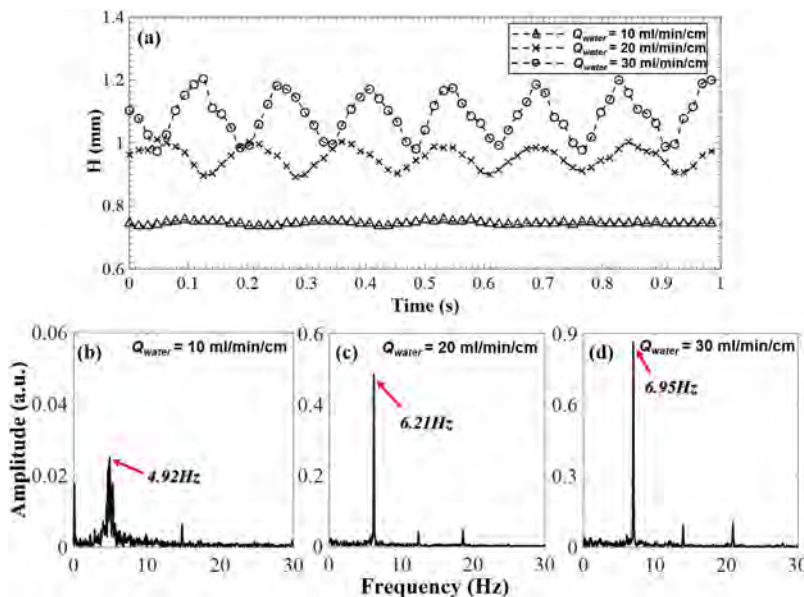 (a)
Q_water = 10 ml/min/cm
Q_water = 20 ml/min/cm
Q_water = 30 ml/min/cm
1.4
1.2
1
0.8
0.6
H (mm)
0 0.1 0.2 0.3 0.4 0.5 0.6 0.7 0.8 0.9 1
Time (s)
(b) Q_water = 10 ml/min/cm
0.06
0.04
0.02
0
Amplitude (a.u.)
4.92Hz
0 5 10 15 20 25 30
(c) Q_water = 20 ml/min/cm
0.6
0.4
0.2
0
6.21Hz
0 10 20 30
(d) Q_water = 30 ml/min/cm
0.9
0.6
0.3
0
6.95Hz
0 10 20 30
Frequency (Hz)